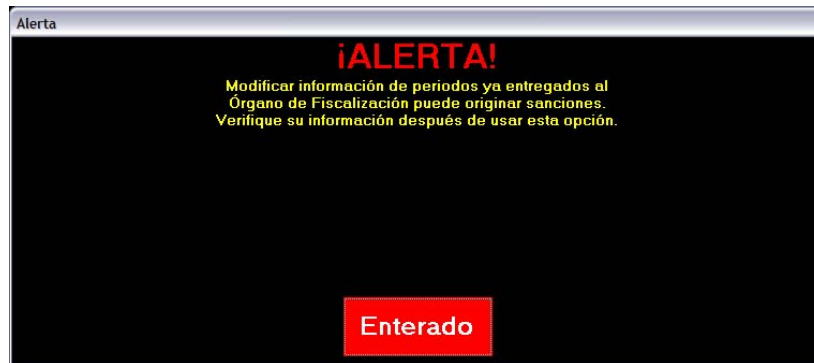 Alerta
¡ALERTA!
Modificar información de periodos ya entregados al
Órgano de Fiscalización puede originar sanciones.
Verifique su información después de usar esta opción.
Enterado